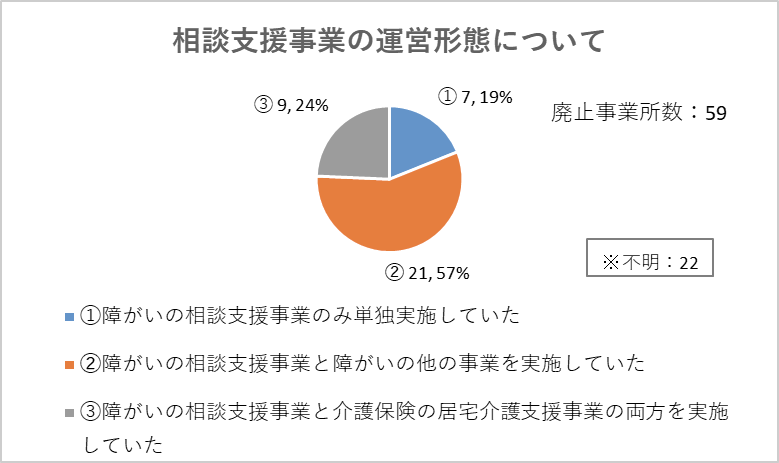 相談支援事業の運営形態について
③ 9, 24%
① 7, 19%
廃止事業所数：59
② 21, 57%
※不明：22
①障がいの相談支援事業のみ単独実施していた
②障がいの相談支援事業と障がいの他の事業を実施していた
③障がいの相談支援事業と介護保険の居宅介護支援事業の両方を実施
していた